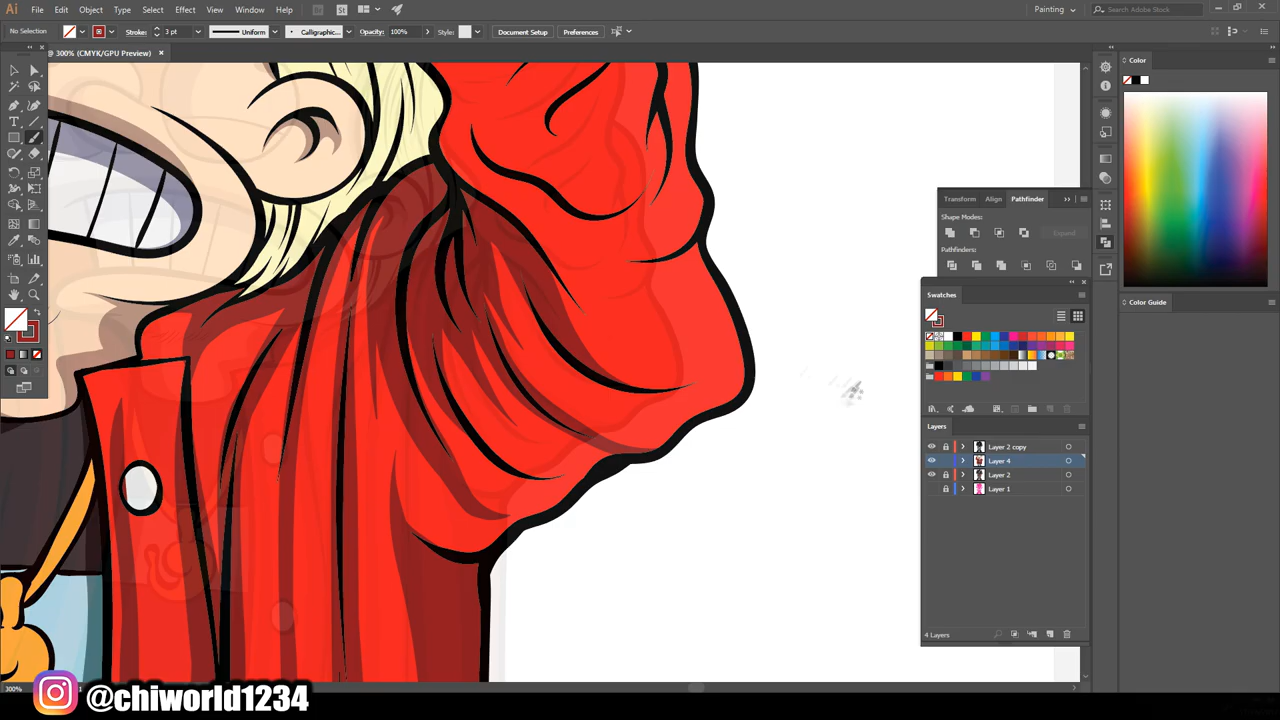 Ai File Edit Object Type Select Effect View Window Help Br St Painting Search Adobe Stock
No Selection Stroke: 3 pt Uniform Calligraphic... Opacity: 100% Style: Document Setup Preferences
@ 300% (CMYK/GPU Preview)
Color
Transform Align Pathfinder
Shape Modes:
Expand
Pathfinders:
Swatches
Color Guide
Layers
Layer 2 copy
Layer 4
Layer 2
Layer 1
4 Layers
300%
@chiworld1234